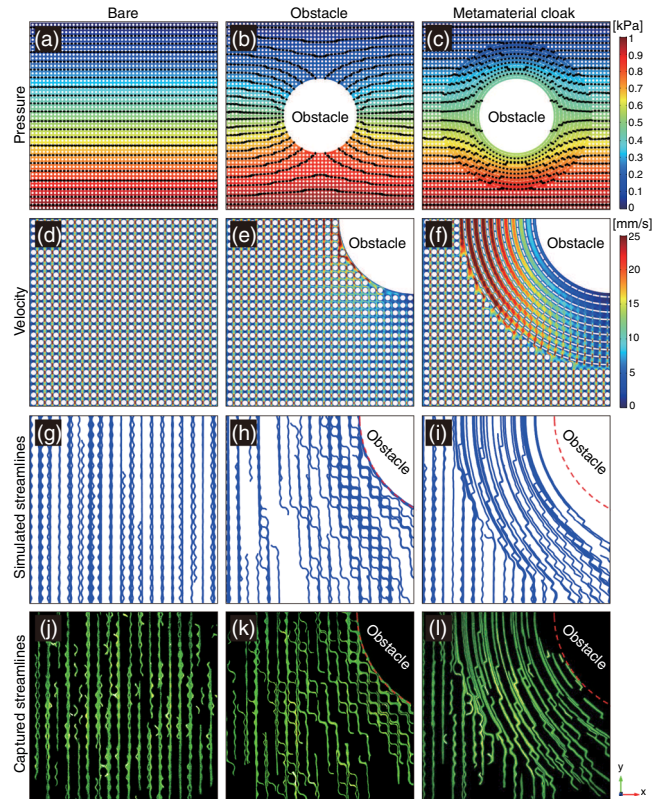 Bare
Obstacle
Metamaterial cloak
[kPa]
Pressure
(a)
(b)
Obstacle
(c)
Obstacle
1
0.9
0.8
0.7
0.6
0.5
0.4
0.3
0.2
0.1
0
Velocity
(d)
(e)
Obstacle
(f)
Obstacle
[mm/s]
25
20
15
10
5
0
Simulated streamlines
(g)
(h)
Obstacle
(i)
Obstacle
Captured streamlines
(j)
(k)
Obstacle
(l)
Obstacle
y
x